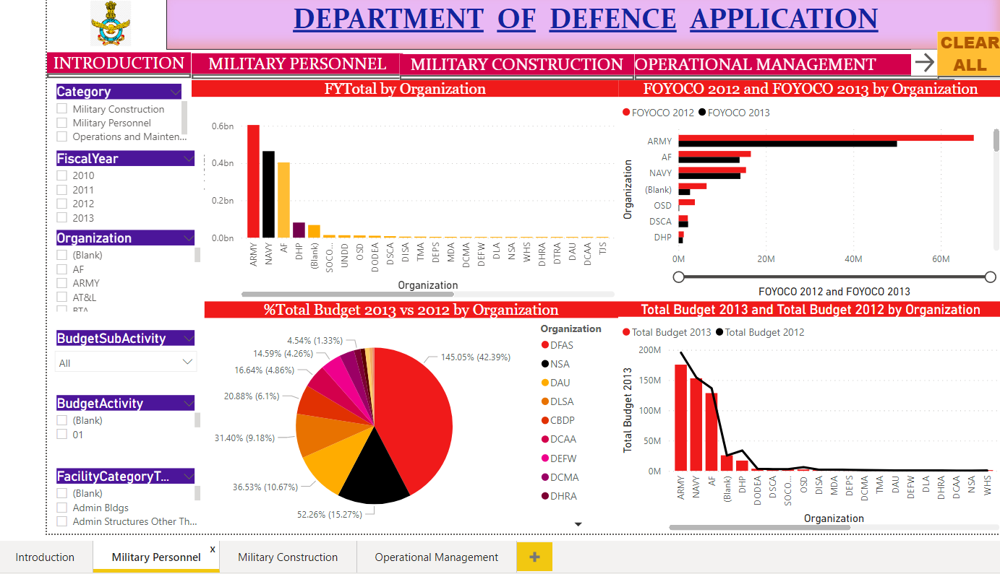 DEPARTMENT OF DEFENCE APPLICATION
CLEAR
ALL
INTRODUCTION
MILITARY PERSONNEL
MILITARY CONSTRUCTION
OPERATIONAL MANAGEMENT
Category
Military Construction
Military Personnel
Operations and Mainten...
FiscalYear
2010
2011
2012
2013
Organization
(Blank)
AF
ARMY
AT&L
BudgetSubActivity
All
BudgetActivity
(Blank)
01
FacilityCategoryT...
(Blank)
Admin Bldgs
Admin Structures Other Th...
FYTotal by Organization
0.6bn
0.4bn
0.2bn
0.0bn
ARMY
NAVY
AF
DHP
(Blank)
SOCO...
UNDD
OSD
DODEA
DSCA
DISA
TMA
DEPS
MDA
DCMA
DEFW
DLA
NSA
WHS
DHRA
DTRA
DAU
DCAA
TJS
Organization
FOYOCO 2012 and FOYOCO 2013 by Organization
FOYOCO 2012
FOYOCO 2013
Organization
ARMY
AF
NAVY
(Blank)
OSD
DSCA
DHP
0M
20M
40M
60M
FOYOCO 2012 and FOYOCO 2013
%Total Budget 2013 vs 2012 by Organization
4.54% (1.33%)
14.59% (4.26%)
16.64% (4.86%)
20.88% (6.1%)
31.40% (9.18%)
36.53% (10.67%)
52.26% (15.27%)
145.05% (42.39%)
Organization
DFAS
NSA
DAU
DLSA
CBDP
DCAA
DEFW
DCMA
DHRA
Total Budget 2013 and Total Budget 2012 by Organization
Total Budget 2013
Total Budget 2012
Total Budget 2013
200M
150M
100M
50M
0M
ARMY
NAVY
AF
(Blank)
DHP
DODEA
DSCA
SOCO...
OSD
DISA
MDA
DEPS
DCMA
TMA
DAU
DEFW
DLA
DHRA
DCAA
NSA
WHS
Organization
Introduction
Military Personnel
x
Military Construction
Operational Management
+